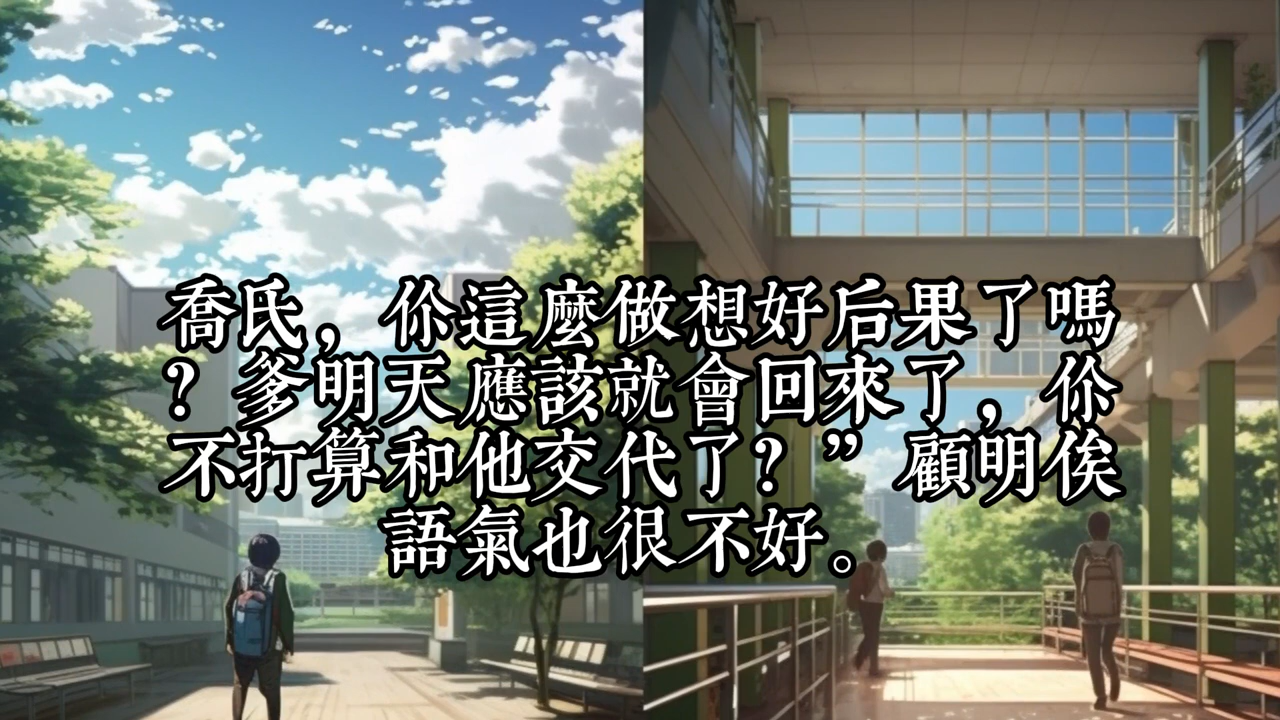 喬氏，伱這麼做想好后果了嗎
？爹明天應該就會回來了，伱
不打算和他交代了？”顧明俟
語氣也很不好。